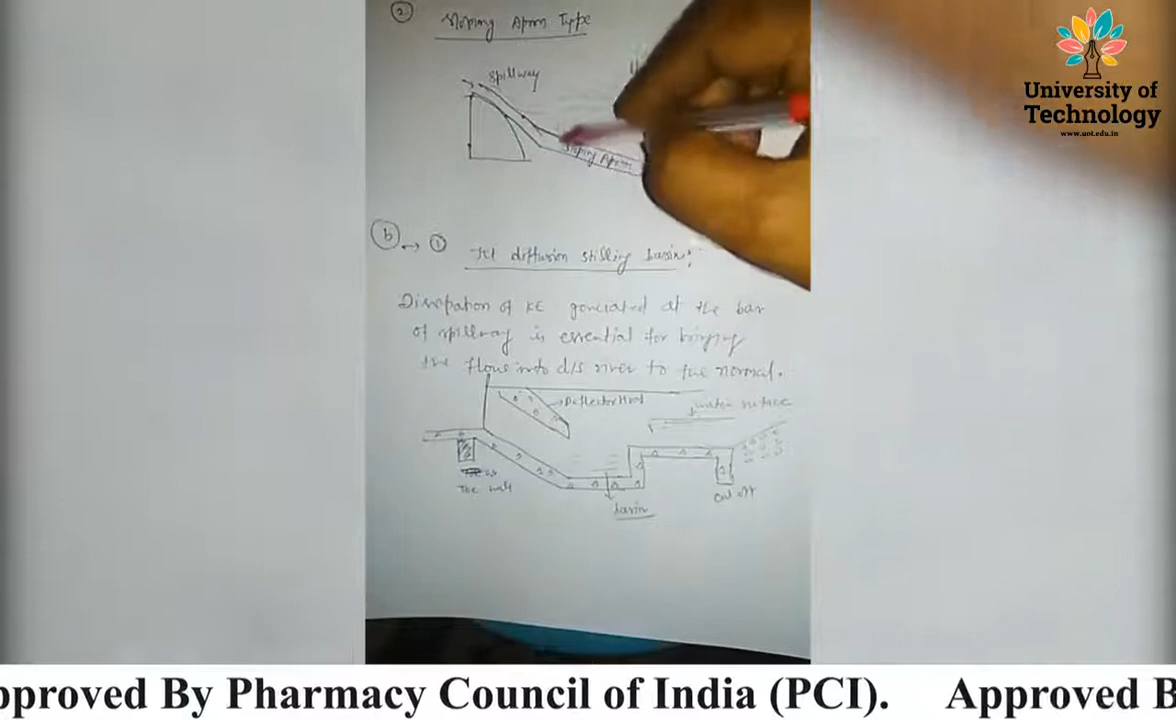 ② Sloping Apron Type
Spillway
Sloping Apron
ⓑ → ① Jet diffusion stilling basin:
Dissipation of KE generated at the bar
of spillway is essential for bringing
the flow into d/s river to the normal.
Deflector Hood
water surface
Toe wall
basin
Cut off
University of
Technology
www.uot.edu.in
pproved By Pharmacy Council of India (PCI). Approved B